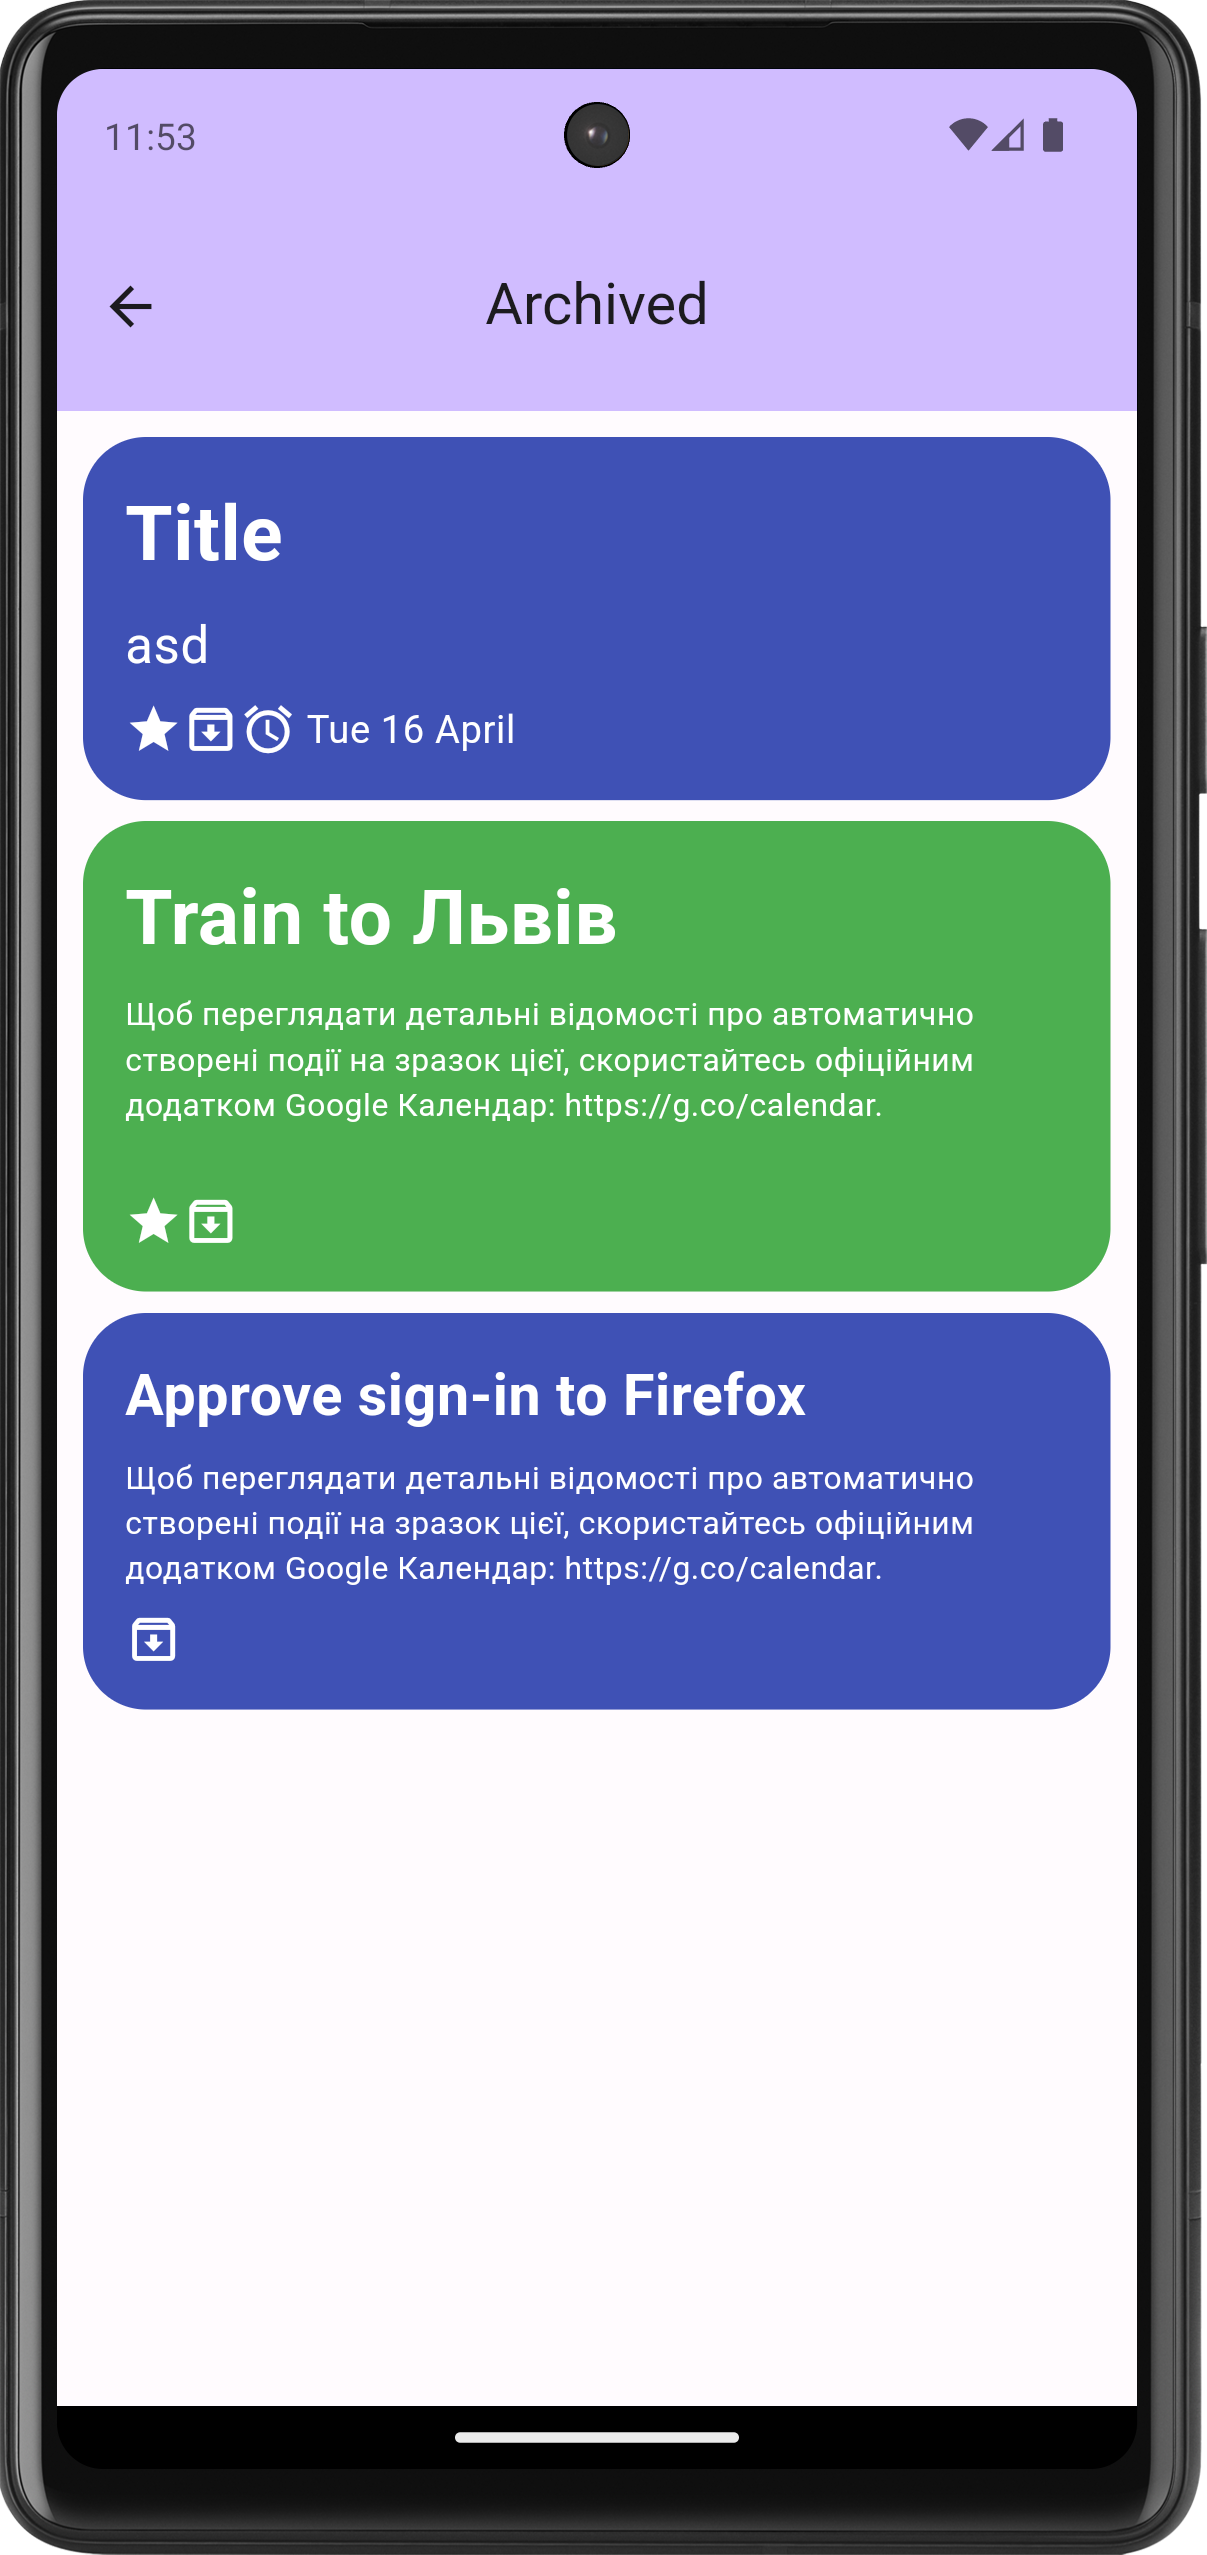 11:53
Archived
Title
asd
Tue 16 April
Train to Львів
Щоб переглядати детальні відомості про автоматично
створені події на зразок цієї, скористайтесь офіційним
додатком Google Календар: https://g.co/calendar.
Approve sign-in to Firefox
Щоб переглядати детальні відомості про автоматично
створені події на зразок цієї, скористайтесь офіційним
додатком Google Календар: https://g.co/calendar.